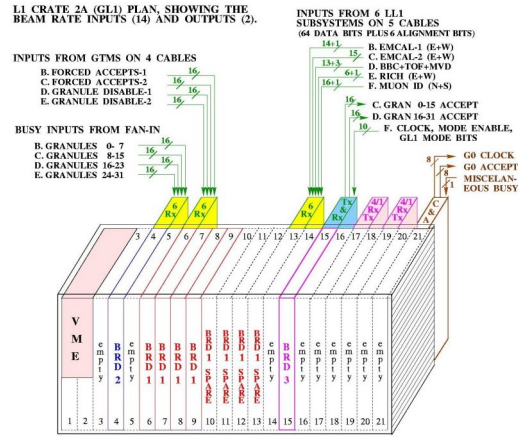 L1 CRATE 2A (GL1) PLAN, SHOWING THE
BEAM RATE INPUTS (14) AND OUTPUTS (2).
INPUTS FROM 6 LL1
SUBSYSTEMS ON 5 CABLES
(64 DATA BITS PLUS 6 ALIGNMENT BITS)
14+1 B. EMCAL-1 (E+W)
15 C. EMCAL-2 (E+W)
13+3 D. BBC+TOF+MVD
6+1 E. RICH (E+W)
16+1 F. MUON ID (N+S)
INPUTS FROM GTMS ON 4 CABLES
B. FORCED ACCEPTS-1 16
C. FORCED ACCEPTS-2 16
D. GRANULE DISABLE-1 16
E. GRANULE DISABLE-2 16
16 C. GRAN 0-15 ACCEPT
16 D. GRAN 16-31 ACCEPT
10 F. CLOCK, MODE ENABLE,
GL1 MODE BITS
BUSY INPUTS FROM FAN-IN
B. GRANULES 0- 7 16
C. GRANULES 8-15 16
D. GRANULES 16-23 16
E. GRANULES 24-31 16
8 G0 CLOCK
8 G0 ACCEPT
1 MISCELAN-
EOUS BUSY
6 Rx
6 Rx
6 Rx
Tx & Rx
4/1 Rx Tx
4/1 Rx Tx
C & A
3 4 5 6 7 8 9 10 11 12 13 14 15 16 17 18 19 20 21
VME
empty
BRD 2
empty
BRD 1
BRD 1
BRD 1
BRD 1
BRD 1 SPARE
BRD 1 SPARE
BRD 1 SPARE
BRD 1 SPARE
empty
BRD 3
empty
empty
empty
empty
empty
empty
1 2 3 4 5 6 7 8 9 10 11 12 13 14 15 16 17 18 19 20 21